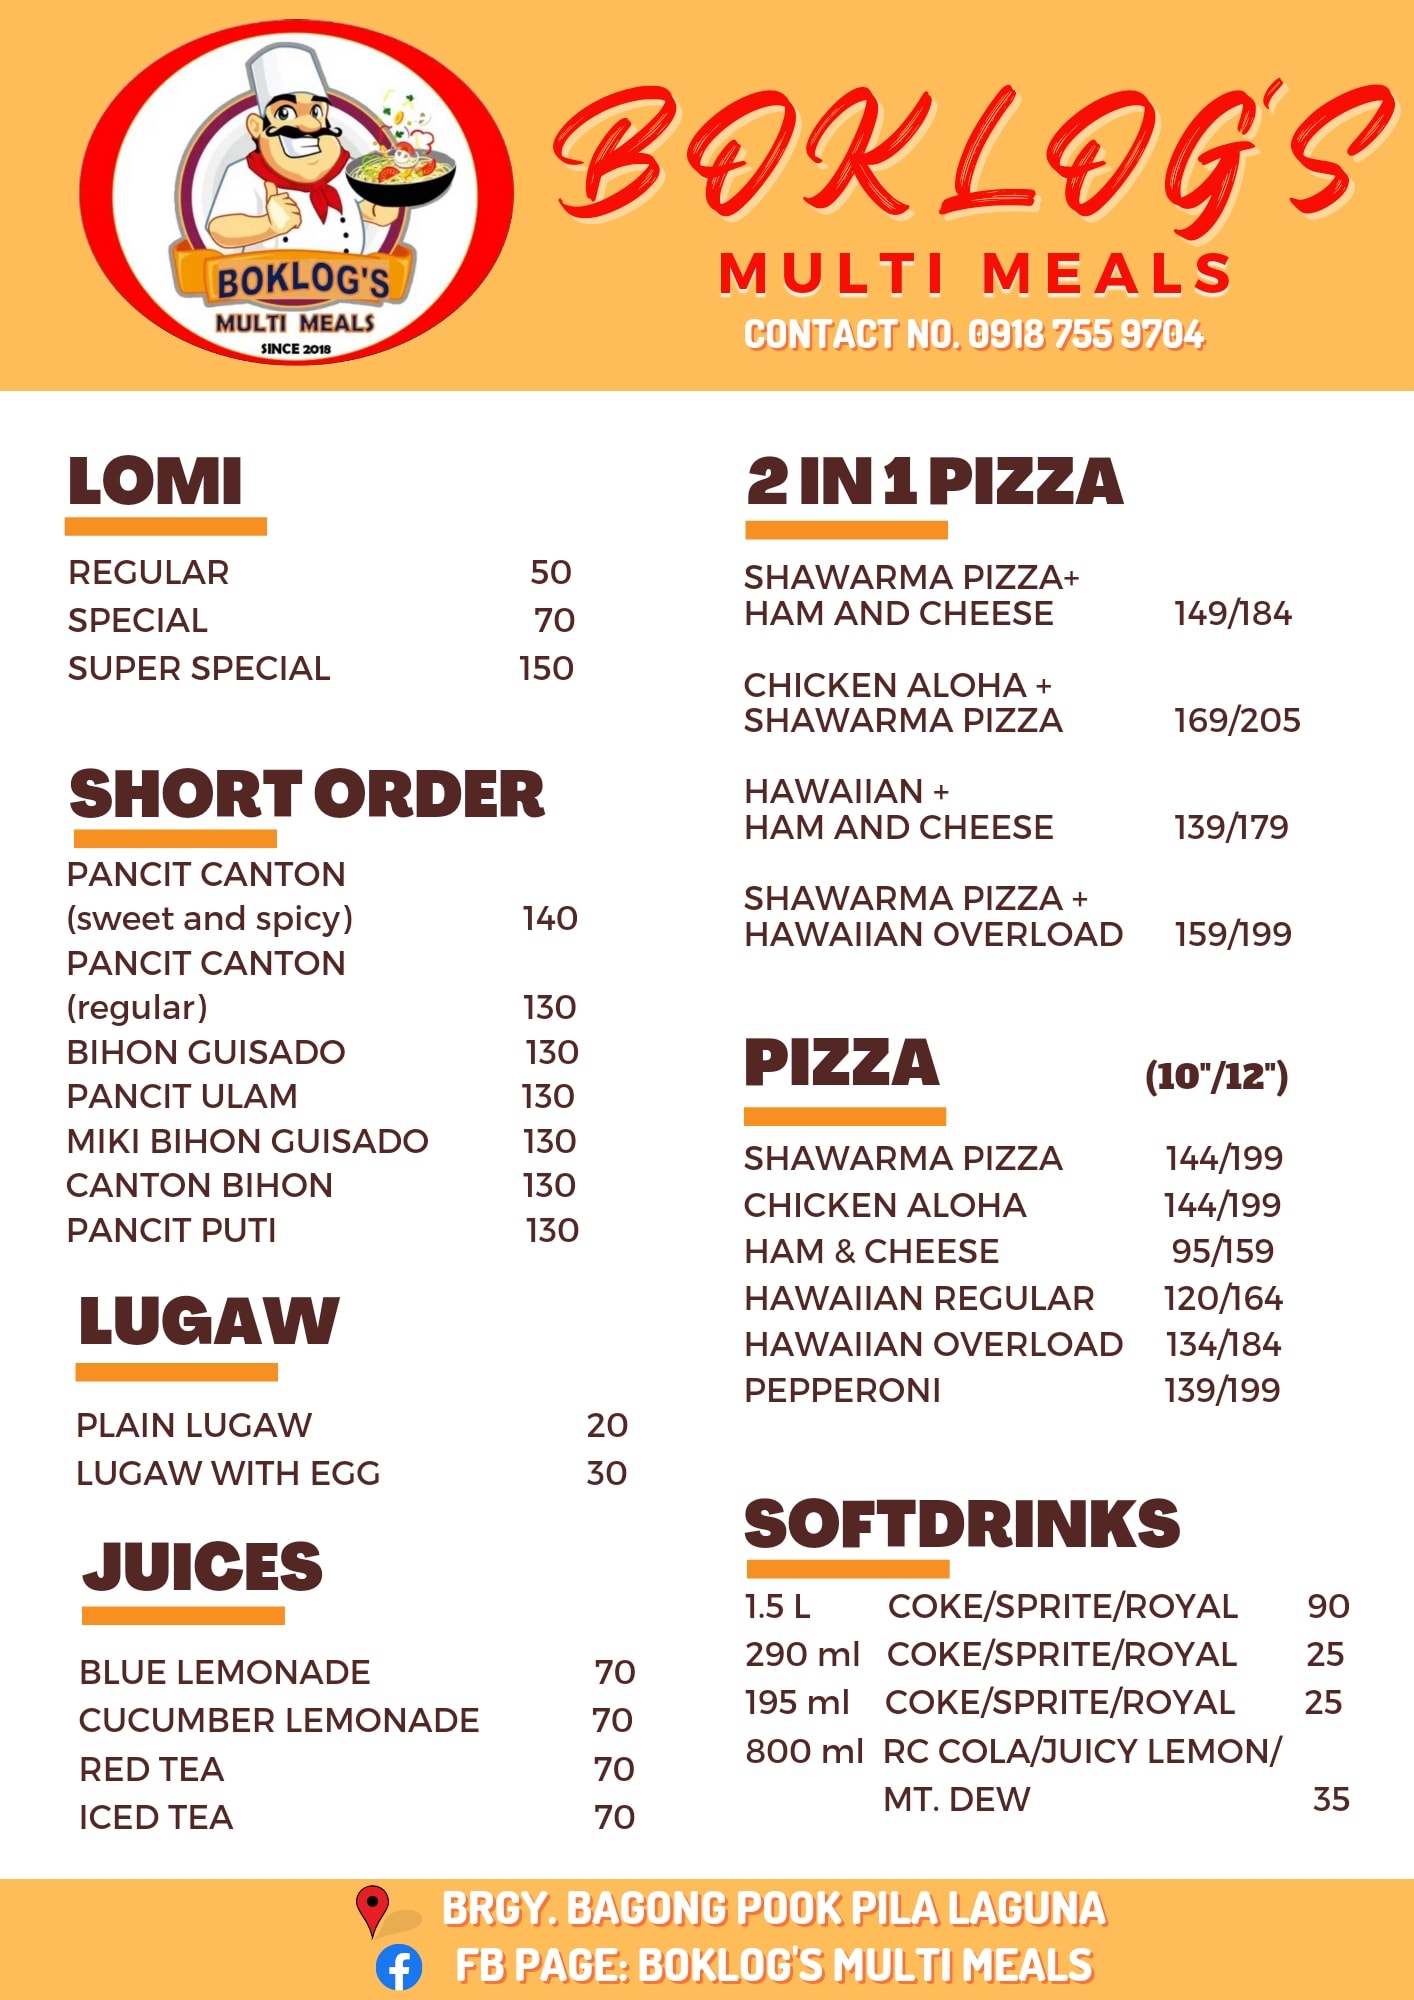 BOKLOG'S
MULTI MEALS
SINCE 2018
BOKLOG'S
MULTI MEALS
CONTACT NO. 0918 755 9704
LOMI
REGULAR 50
SPECIAL 70
SUPER SPECIAL 150
SHORT ORDER
PANCIT CANTON
(sweet and spicy) 140
PANCIT CANTON
(regular) 130
BIHON GUISADO 130
PANCIT ULAM 130
MIKI BIHON GUISADO 130
CANTON BIHON 130
PANCIT PUTI 130
LUGAW
PLAIN LUGAW 20
LUGAW WITH EGG 30
JUICES
BLUE LEMONADE 70
CUCUMBER LEMONADE 70
RED TEA 70
ICED TEA 70
2 IN 1 PIZZA
SHAWARMA PIZZA+
HAM AND CHEESE 149/184
CHICKEN ALOHA +
SHAWARMA PIZZA 169/205
HAWAIIAN +
HAM AND CHEESE 139/179
SHAWARMA PIZZA +
HAWAIIAN OVERLOAD 159/199
PIZZA (10"/12")
SHAWARMA PIZZA 144/199
CHICKEN ALOHA 144/199
HAM & CHEESE 95/159
HAWAIIAN REGULAR 120/164
HAWAIIAN OVERLOAD 134/184
PEPPERONI 139/199
SOFTDRINKS
1.5 L COKE/SPRITE/ROYAL 90
290 ml COKE/SPRITE/ROYAL 25
195 ml COKE/SPRITE/ROYAL 25
800 ml RC COLA/JUICY LEMON/
MT. DEW 35
BRGY. BAGONG POOK PILA LAGUNA
FB PAGE: BOKLOG'S MULTI MEALS